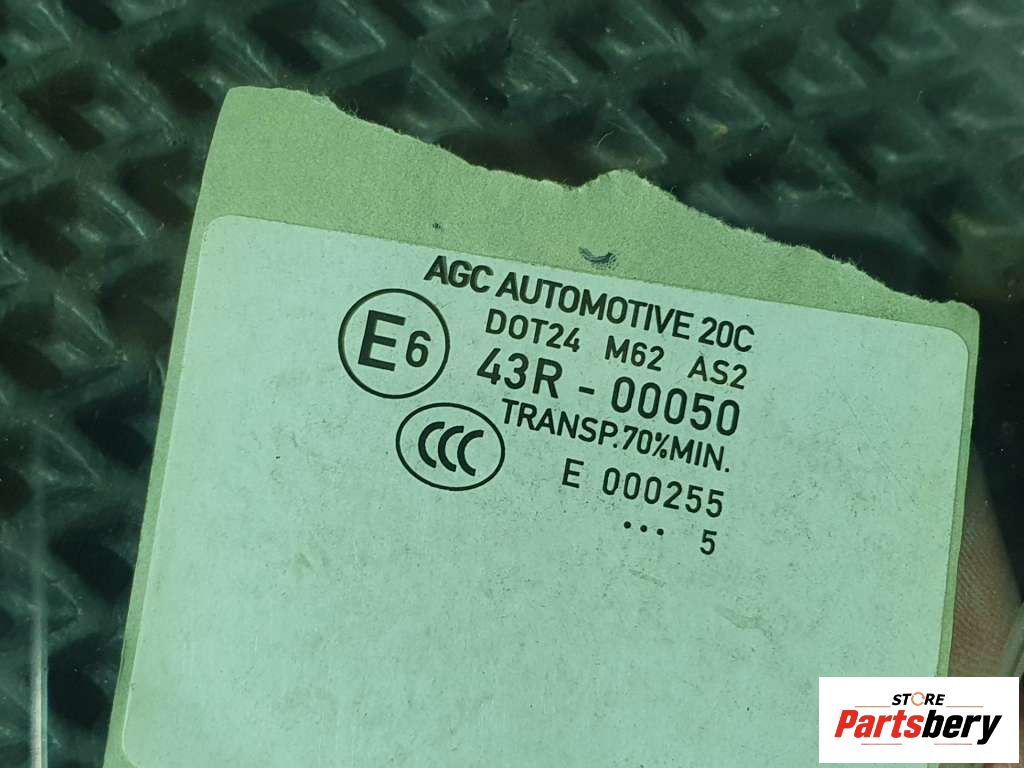 AGC AUTOMOTIVE 20C
DOT24 M62 AS2
E6
43R - 00050
TRANSP.70%MIN.
CCC
E 000255
... 5
STORE
Partsbery